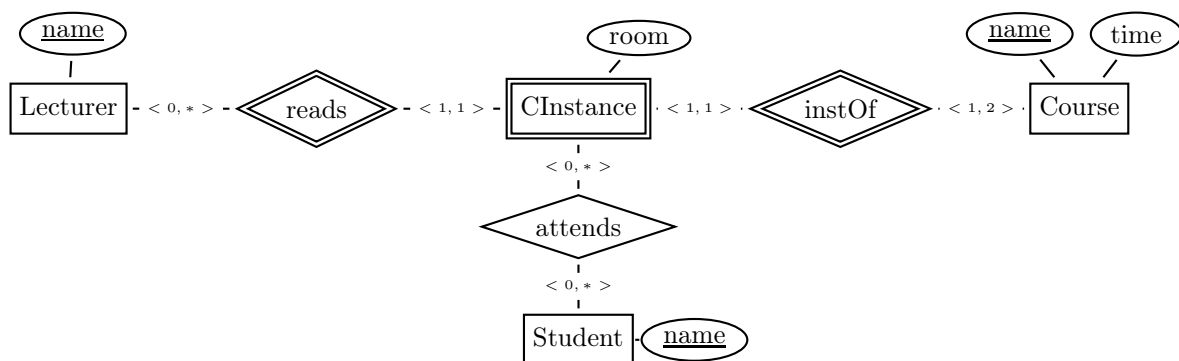 name
room
name
time
Lecturer
< 0, * >
reads
< 1, 1 >
CInstance
< 1, 1 >
instOf
< 1, 2 >
Course
< 0, * >
attends
< 0, * >
Student
name